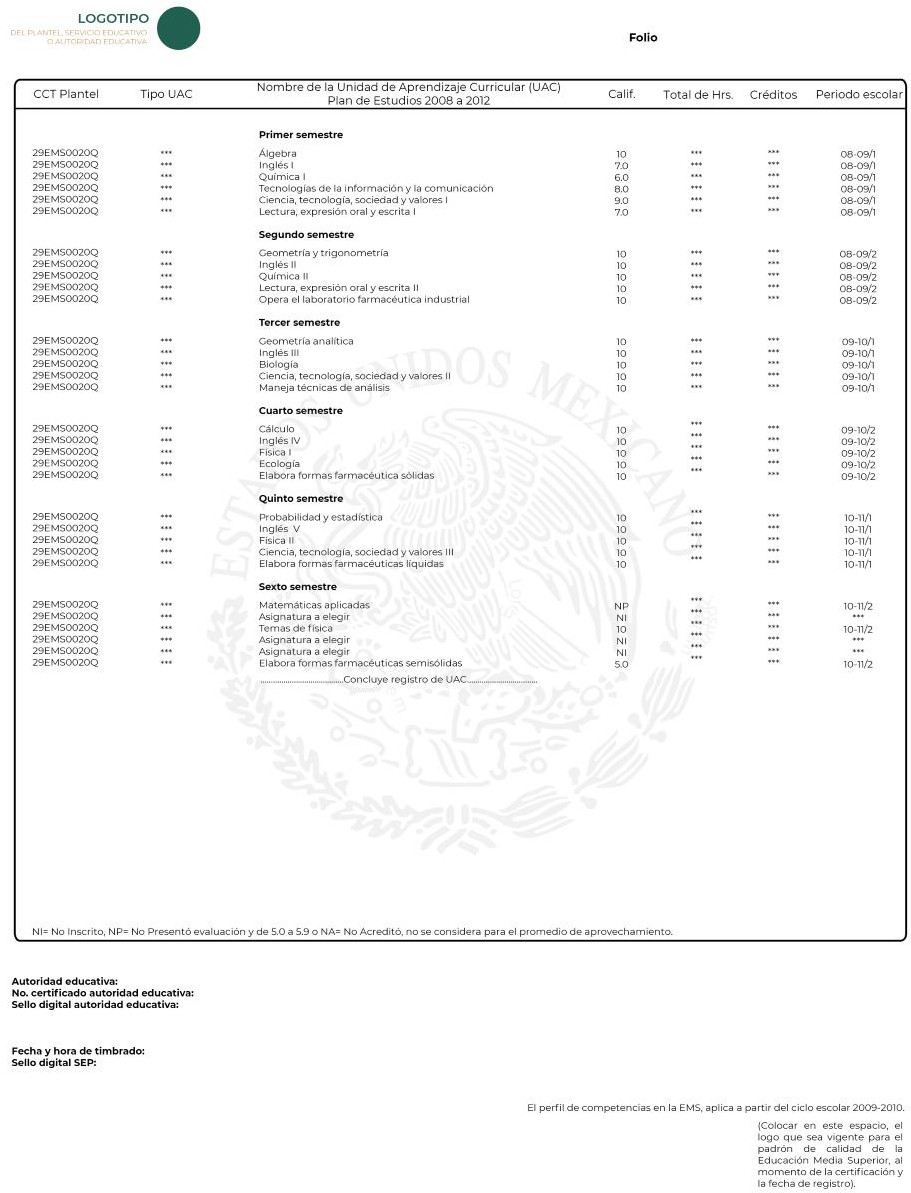 LOGOTIPO
DEL PLANTEL, SERVICIO EDUCATIVO
O AUTORIDAD EDUCATIVA
Folio
CCT Plantel Tipo UAC Nombre de la Unidad de Aprendizaje Curricular (UAC) Calif. Total de Hrs. Créditos Periodo escolar
Plan de Estudios 2008 a 2012
Primer semestre
29EMS0020Q *** Álgebra 10 *** *** 08-09/1
29EMS0020Q *** Inglés I 7.0 *** *** 08-09/1
29EMS0020Q *** Química I 6.0 *** *** 08-09/1
29EMS0020Q *** Tecnologías de la información y la comunicación 8.0 *** *** 08-09/1
29EMS0020Q *** Ciencia, tecnología, sociedad y valores I 9.0 *** *** 08-09/1
29EMS0020Q *** Lectura, expresión oral y escrita I 7.0 *** *** 08-09/1
Segundo semestre
29EMS0020Q *** Geometría y trigonometría 10 *** *** 08-09/2
29EMS0020Q *** Inglés II 10 *** *** 08-09/2
29EMS0020Q *** Química II 10 *** *** 08-09/2
29EMS0020Q *** Lectura, expresión oral y escrita II 10 *** *** 08-09/2
29EMS0020Q *** Opera el laboratorio farmacéutica industrial 10 *** *** 08-09/2
Tercer semestre
29EMS0020Q *** Geometría analítica 10 *** *** 09-10/1
29EMS0020Q *** Inglés III 10 *** *** 09-10/1
29EMS0020Q *** Biología 10 *** *** 09-10/1
29EMS0020Q *** Ciencia, tecnología, sociedad y valores II 10 *** *** 09-10/1
29EMS0020Q *** Maneja técnicas de análisis 10 *** *** 09-10/1
Cuarto semestre
29EMS0020Q *** Cálculo 10 *** *** 09-10/2
29EMS0020Q *** Inglés IV 10 *** *** 09-10/2
29EMS0020Q *** Física I 10 *** *** 09-10/2
29EMS0020Q *** Ecología 10 *** *** 09-10/2
29EMS0020Q *** Elabora formas farmacéutica sólidas 10 *** *** 09-10/2
Quinto semestre
29EMS0020Q *** Probabilidad y estadística 10 *** *** 10-11/1
29EMS0020Q *** Inglés V 10 *** *** 10-11/1
29EMS0020Q *** Física II 10 *** *** 10-11/1
29EMS0020Q *** Ciencia, tecnología, sociedad y valores III 10 *** *** 10-11/1
29EMS0020Q *** Elabora formas farmacéuticas líquidas 10 *** *** 10-11/1
Sexto semestre
29EMS0020Q *** Matemáticas aplicadas NP *** *** 10-11/2
29EMS0020Q *** Asignatura a elegir NI *** *** ***
29EMS0020Q *** Temas de física 10 *** *** 10-11/2
29EMS0020Q *** Asignatura a elegir NI *** *** ***
29EMS0020Q *** Asignatura a elegir NI *** *** ***
29EMS0020Q *** Elabora formas farmacéuticas semisólidas 5.0 *** *** 10-11/2
........................................Concluye registro de UAC..................................
ESTADOS UNIDOS MEXICANOS
NI= No Inscrito, NP= No Presentó evaluación y de 5.0 a 5.9 o NA= No Acreditó, no se considera para el promedio de aprovechamiento.
Autoridad educativa:
No. certificado autoridad educativa:
Sello digital autoridad educativa:
Fecha y hora de timbrado:
Sello digital SEP:
El perfil de competencias en la EMS, aplica a partir del ciclo escolar 2009-2010.
(Colocar en este espacio, el
logo que sea vigente para el
padrón de calidad de la
Educación Media Superior, al
momento de la certificación y
la fecha de registro).